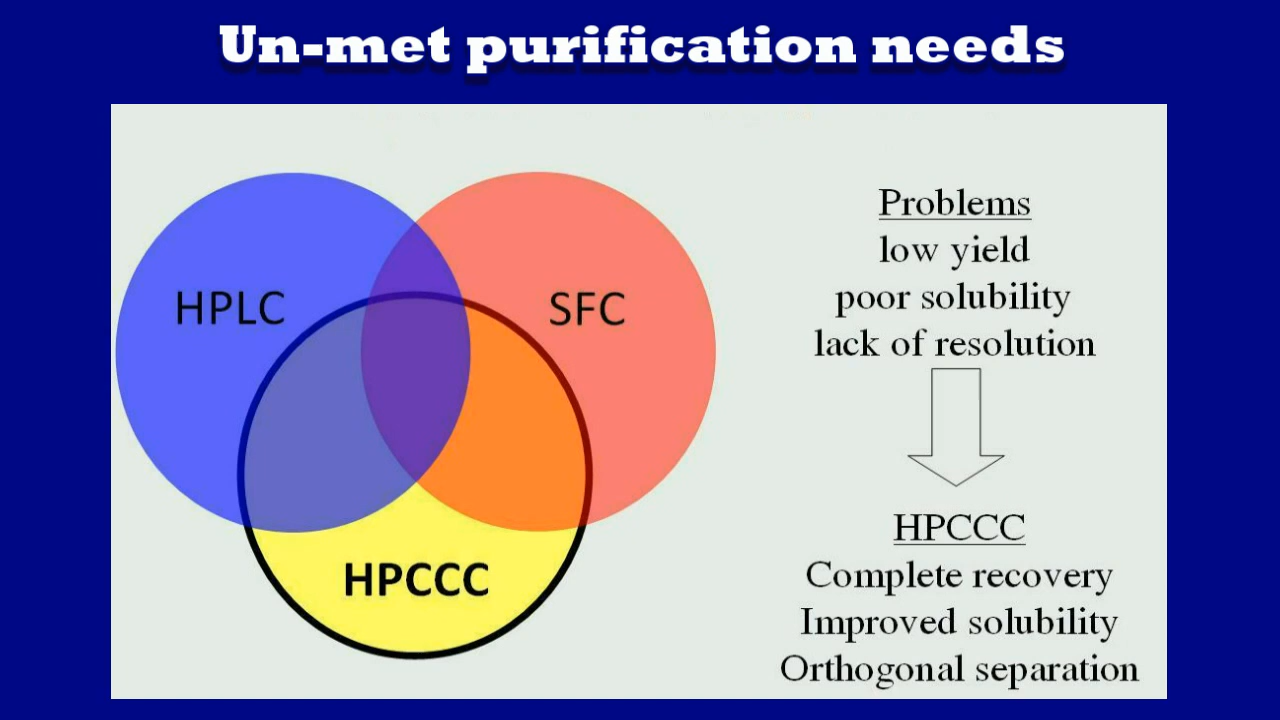 Un-met purification needs
HPLC
SFC
HPCCC
Problems
low yield
poor solubility
lack of resolution
HPCCC
Complete recovery
Improved solubility
Orthogonal separation